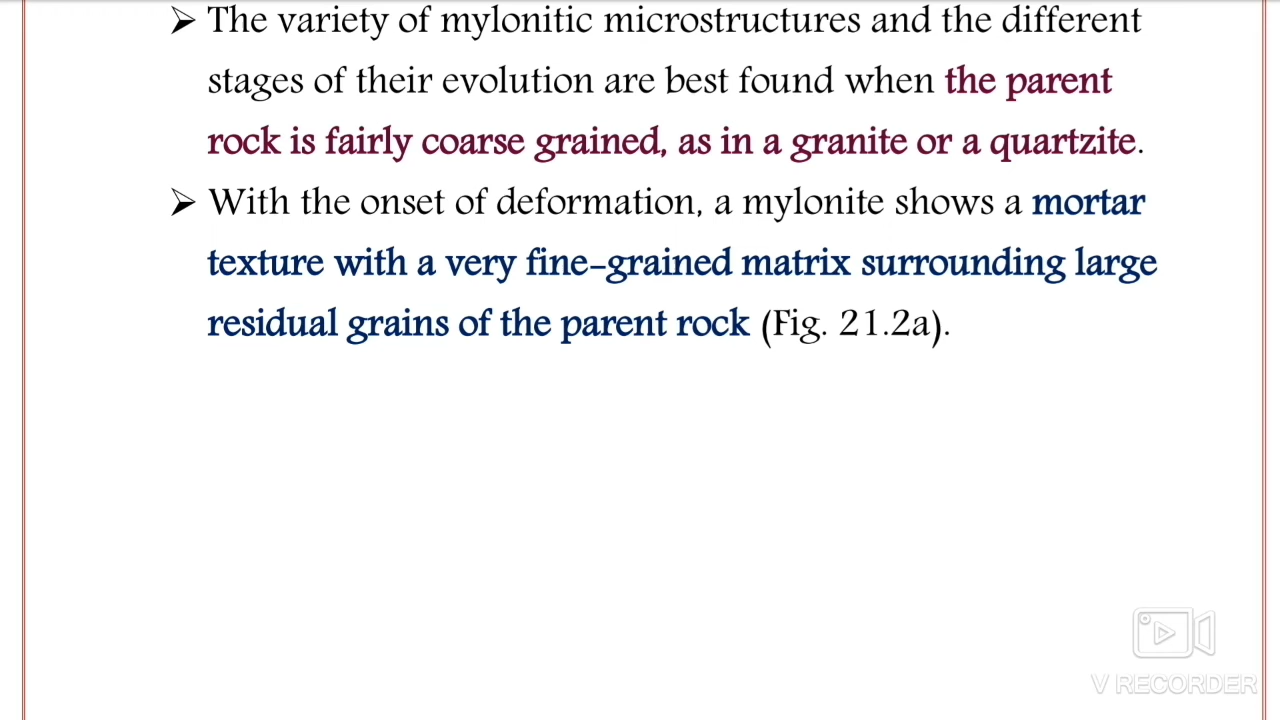 ➢ The variety of mylonitic microstructures and the different
stages of their evolution are best found when the parent
rock is fairly coarse grained, as in a granite or a quartzite.
➢ With the onset of deformation, a mylonite shows a mortar
texture with a very fine-grained matrix surrounding large
residual grains of the parent rock (Fig. 21.2a).
V RECORDER